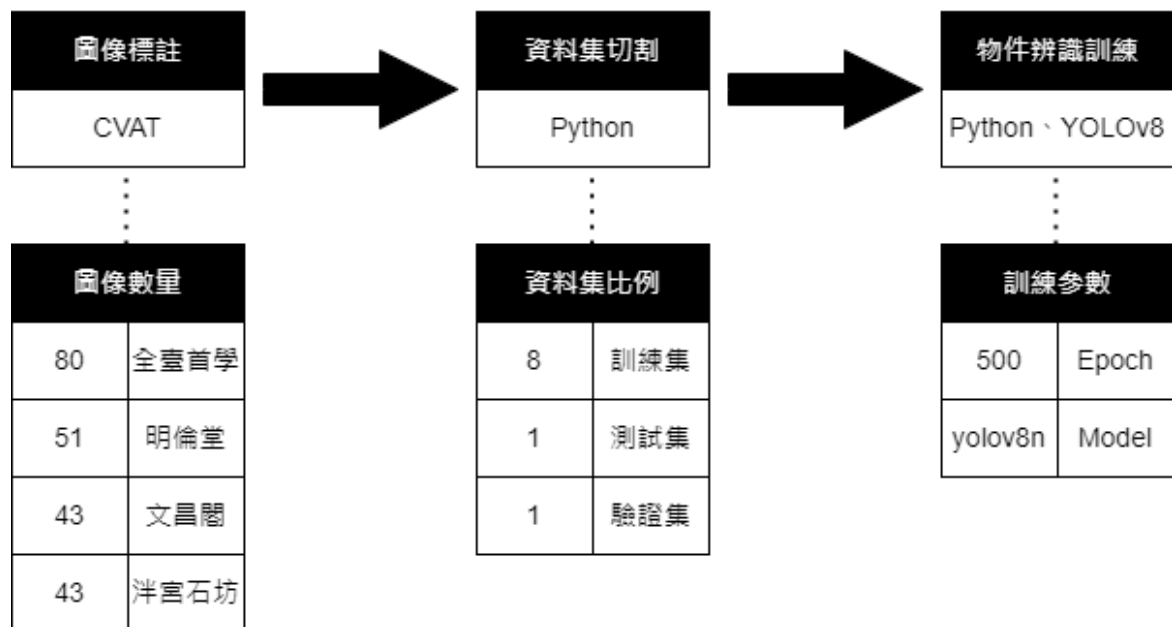 圖像標註
CVAT
資料集切割
Python
物件辨識訓練
Python、YOLOv8
圖像數量
80 全臺首學
51 明倫堂
43 文昌閣
43 泮宮石坊
資料集比例
8 訓練集
1 測試集
1 驗證集
訓練參數
500 Epoch
yolov8n Model